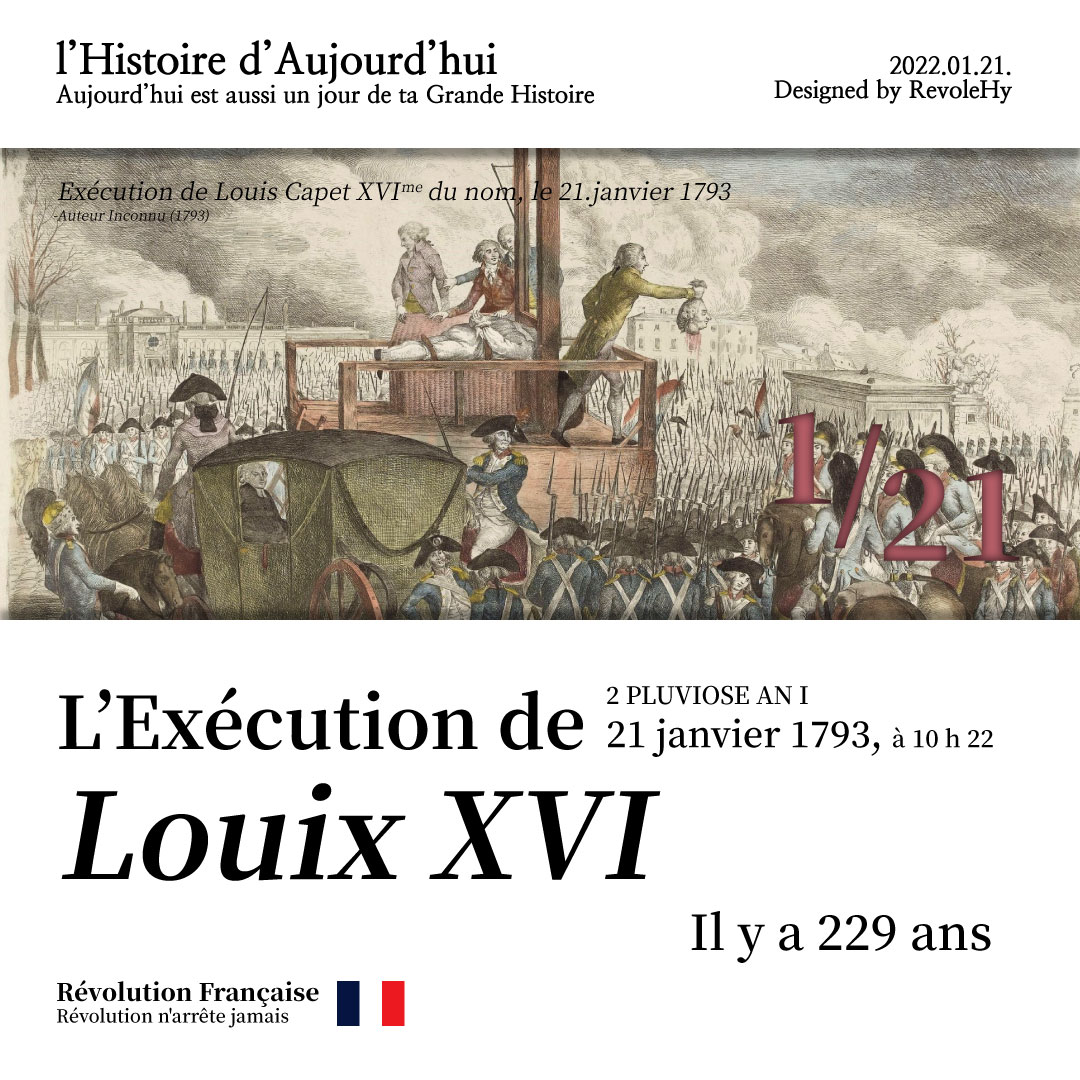 l’Histoire d’Aujourd’hui
Aujourd’hui est aussi un jour de ta Grande Histoire
2022.01.21.
Designed by RevoleHy
Exécution de Louis Capet XVIᵐᵉ du nom, le 21.janvier 1793
-Auteur Inconnu (1793)
1/21
L’Exécution de
Louix XVI
2 PLUVIOSE AN I
21 janvier 1793, à 10 h 22
Il y a 229 ans
Révolution Française
Révolution n'arrête jamais